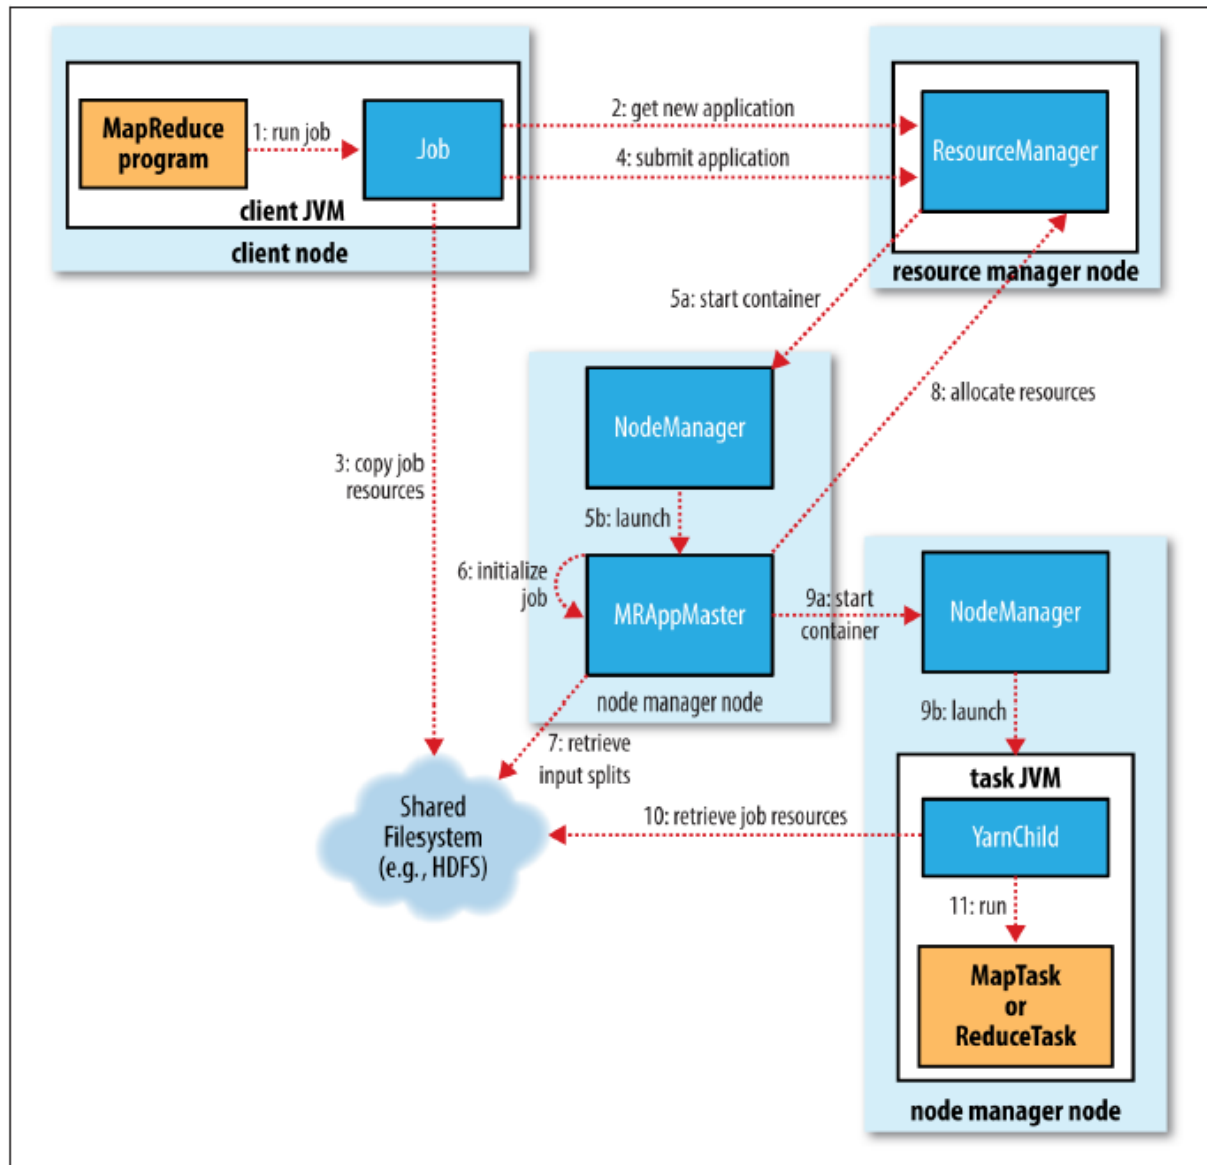 MapReduce
program
1: run job
Job
client JVM
client node
2: get new application
4: submit application
ResourceManager
resource manager node
5a: start container
8: allocate resources
3: copy job
resources
NodeManager
5b: launch
6: initialize
job
MRAppMaster
node manager node
9a: start
container
NodeManager
9b: launch
7: retrieve
input splits
Shared
Filesystem
(e.g., HDFS)
10: retrieve job resources
task JVM
YarnChild
11: run
MapTask
or
ReduceTask
node manager node